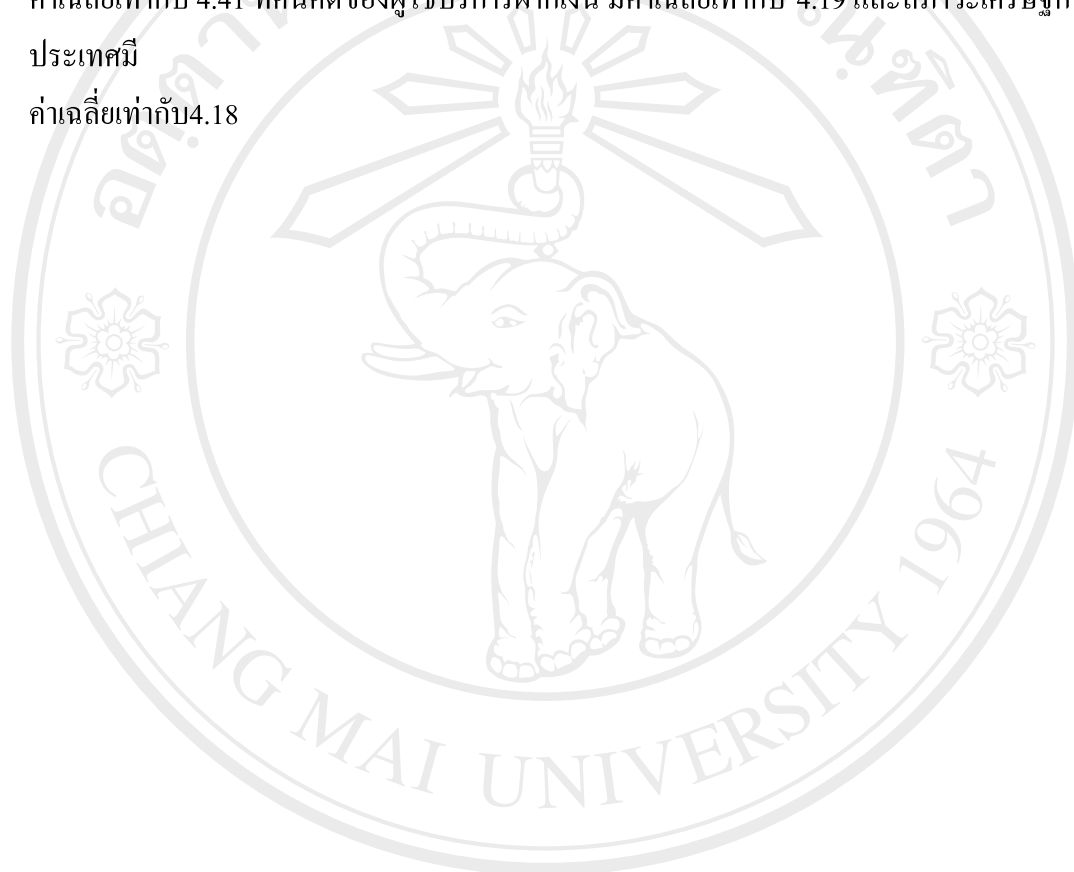 ค่าเฉลี่ยเท่ากับ 4.41 ทัศนคติของผู้ใช้บริการฝากเงิน มีค่าเฉลี่ยเท่ากับ 4.19 และสภาวะเศรษฐกิ
ประเทศมี
ค่าเฉลี่ยเท่ากับ4.18
CHIANG MAI UNIVERSITY 1964